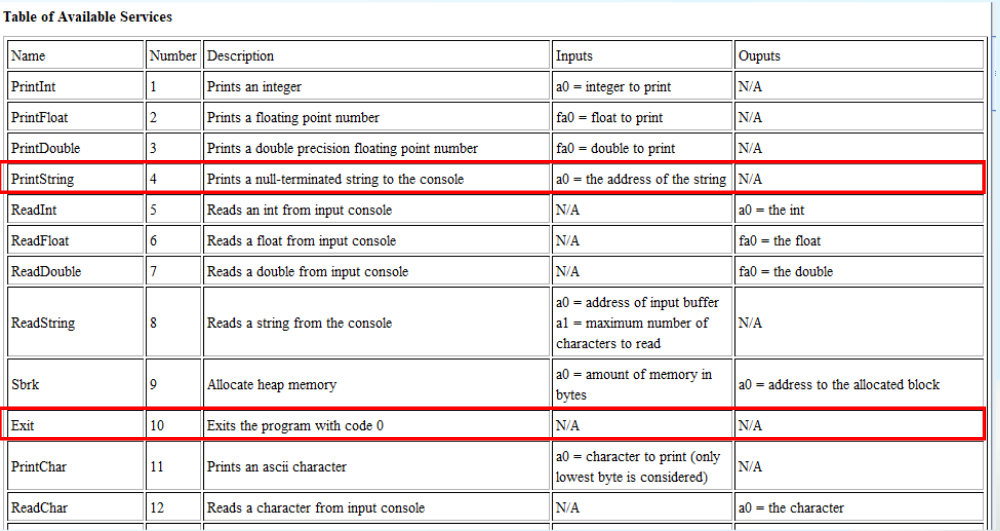 Table of Available Services
Name Number Description Inputs Ouputs
PrintInt 1 Prints an integer a0 = integer to print N/A
PrintFloat 2 Prints a floating point number fa0 = float to print N/A
PrintDouble 3 Prints a double precision floating point number fa0 = double to print N/A
PrintString 4 Prints a null-terminated string to the console a0 = the address of the string N/A
ReadInt 5 Reads an int from input console N/A a0 = the int
ReadFloat 6 Reads a float from input console N/A fa0 = the float
ReadDouble 7 Reads a double from input console N/A fa0 = the double
ReadString 8 Reads a string from the console a0 = address of input buffer
a1 = maximum number of
characters to read N/A
Sbrk 9 Allocate heap memory a0 = amount of memory in
bytes a0 = address to the allocated block
Exit 10 Exits the program with code 0 N/A N/A
PrintChar 11 Prints an ascii character a0 = character to print (only
lowest byte is considered) N/A
ReadChar 12 Reads a character from input console N/A a0 = the character